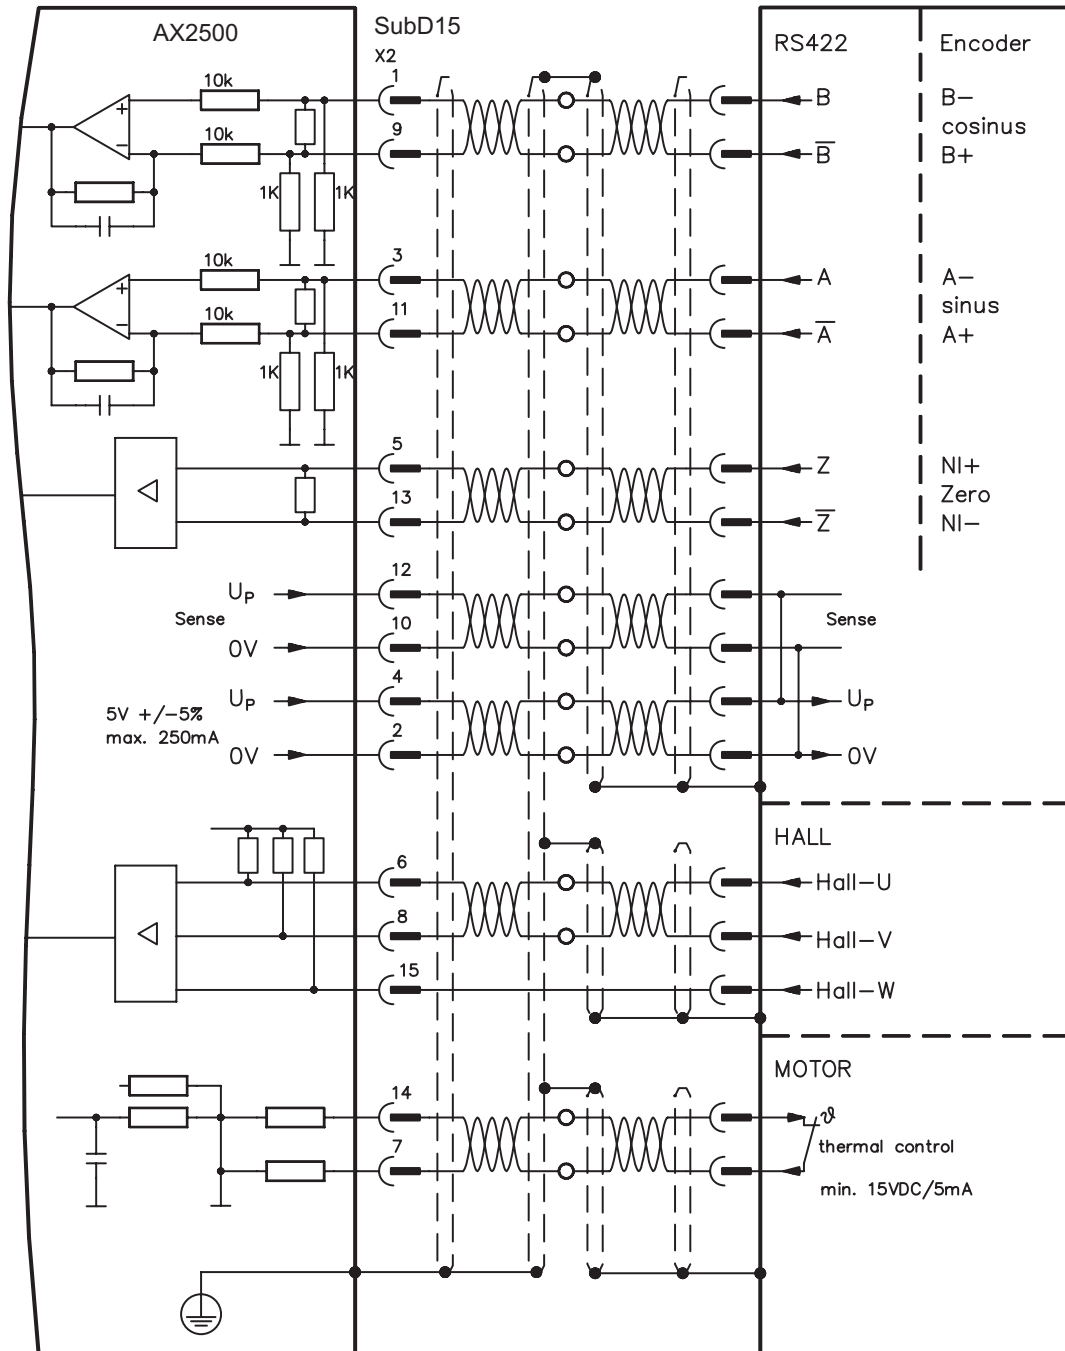 AX2500
SubD15
X2
RS422
Encoder
10k
1
B
B−
cosinus
10k
9
B̅
B+
1K
1K
10k
3
A
A−
sinus
10k
11
A̅
A+
1K
1K
5
Z
NI+
Zero
13
Z̅
NI−
UP
12
Sense
Sense
0V
10
5V +/−5%
max. 250mA
UP
4
UP
0V
2
0V
HALL
6
Hall−U
8
Hall−V
15
Hall−W
MOTOR
14
ϑ
7
thermal control
min. 15VDC/5mA